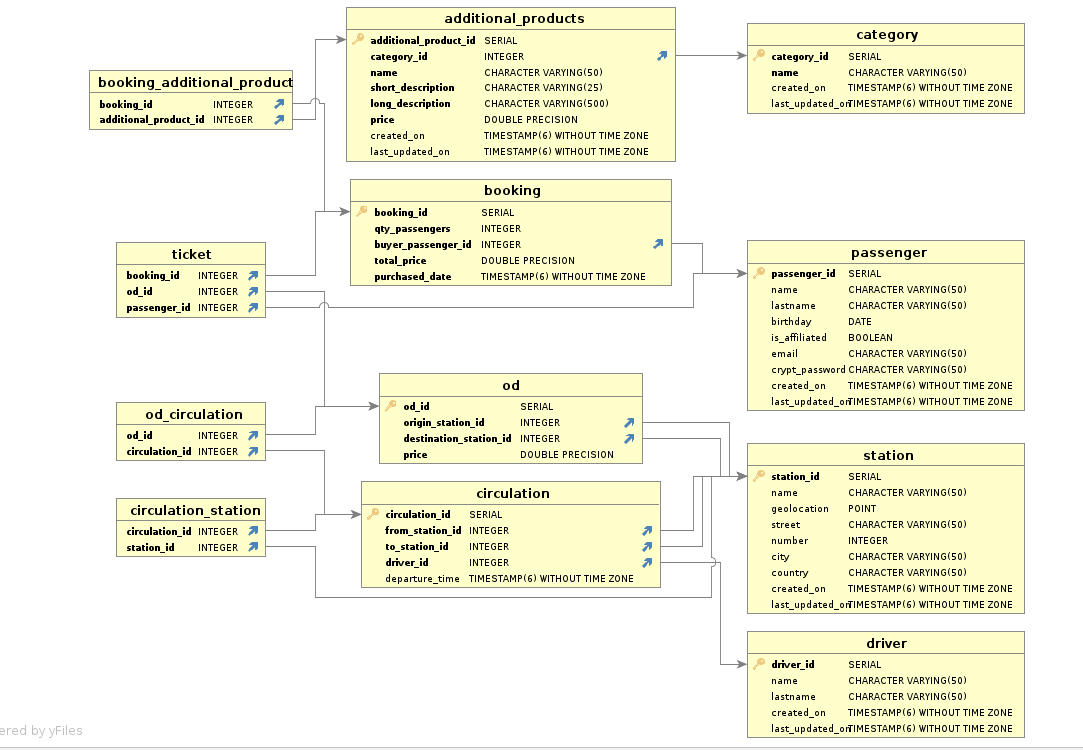 additional_products
additional_product_id SERIAL
category_id INTEGER
name CHARACTER VARYING(50)
short_description CHARACTER VARYING(25)
long_description CHARACTER VARYING(500)
price DOUBLE PRECISION
created_on TIMESTAMP(6) WITHOUT TIME ZONE
last_updated_on TIMESTAMP(6) WITHOUT TIME ZONE
category
category_id SERIAL
name CHARACTER VARYING(50)
created_on TIMESTAMP(6) WITHOUT TIME ZONE
last_updated_on TIMESTAMP(6) WITHOUT TIME ZONE
booking_additional_product
booking_id INTEGER
additional_product_id INTEGER
booking
booking_id SERIAL
qty_passengers INTEGER
buyer_passenger_id INTEGER
total_price DOUBLE PRECISION
purchased_date TIMESTAMP(6) WITHOUT TIME ZONE
ticket
booking_id INTEGER
od_id INTEGER
passenger_id INTEGER
passenger
passenger_id SERIAL
name CHARACTER VARYING(50)
lastname CHARACTER VARYING(50)
birthday DATE
is_affiliated BOOLEAN
email CHARACTER VARYING(50)
crypt_password CHARACTER VARYING(50)
created_on TIMESTAMP(6) WITHOUT TIME ZONE
last_updated_on TIMESTAMP(6) WITHOUT TIME ZONE
od
od_id SERIAL
origin_station_id INTEGER
destination_station_id INTEGER
price DOUBLE PRECISION
od_circulation
od_id INTEGER
circulation_id INTEGER
station
station_id SERIAL
name CHARACTER VARYING(50)
geolocation POINT
street CHARACTER VARYING(50)
number INTEGER
city CHARACTER VARYING(50)
country CHARACTER VARYING(50)
created_on TIMESTAMP(6) WITHOUT TIME ZONE
last_updated_on TIMESTAMP(6) WITHOUT TIME ZONE
circulation
circulation_id SERIAL
from_station_id INTEGER
to_station_id INTEGER
driver_id INTEGER
departure_time TIMESTAMP(6) WITHOUT TIME ZONE
circulation_station
circulation_id INTEGER
station_id INTEGER
driver
driver_id SERIAL
name CHARACTER VARYING(50)
lastname CHARACTER VARYING(50)
created_on TIMESTAMP(6) WITHOUT TIME ZONE
last_updated_on TIMESTAMP(6) WITHOUT TIME ZONE
ered by yFiles